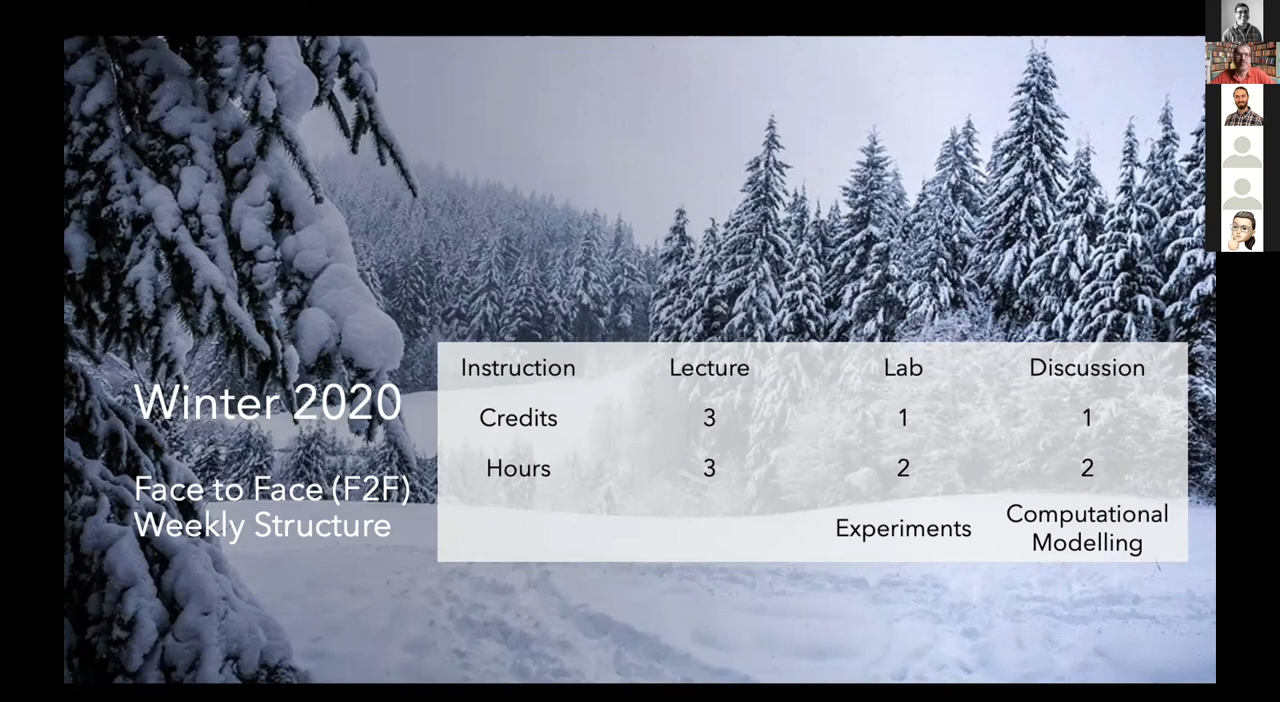 Winter 2020
Face to Face (F2F)
Weekly Structure
Instruction Lecture Lab Discussion
Credits 3 1 1
Hours 3 2 2
Experiments Computational
Modelling